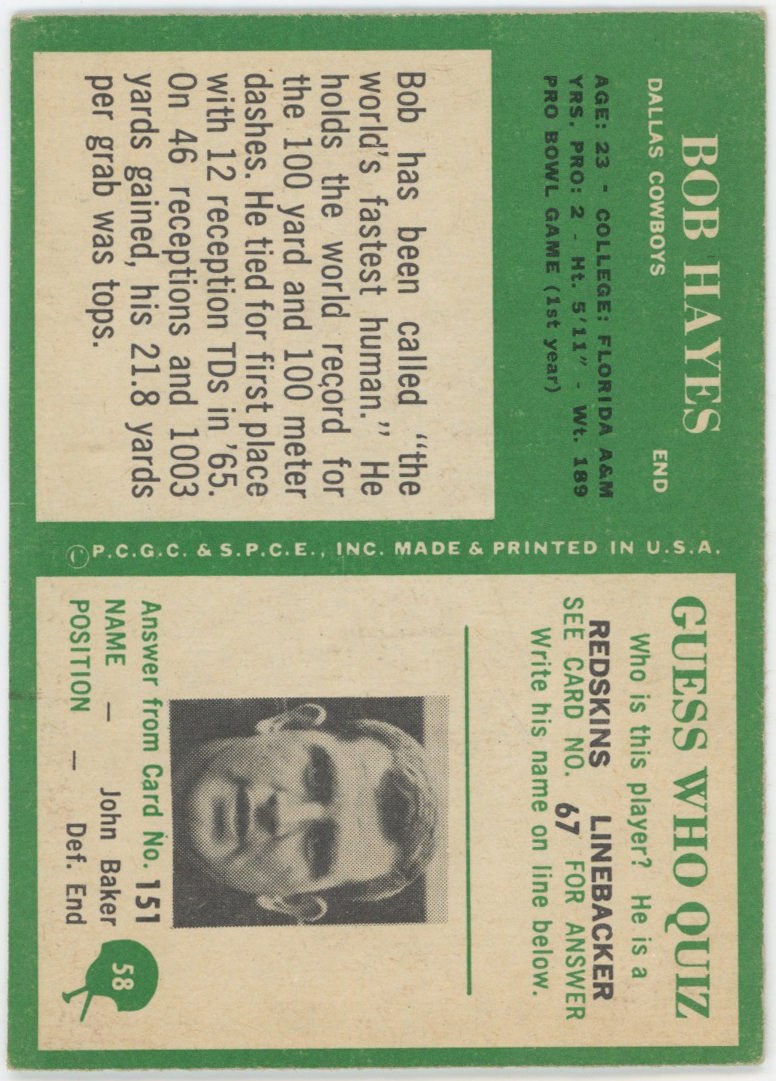 BOB HAYES
DALLAS COWBOYS END
AGE: 23 - COLLEGE: FLORIDA A&M
YRS. PRO: 2 - Ht. 5'11" - Wt. 189
PRO BOWL GAME (1st year)
Bob has been called "the
world's fastest human." He
holds the world record for
the 100 yard and 100 meter
dashes. He tied for first place
with 12 reception TDs in '65.
On 46 receptions and 1003
yards gained, his 21.8 yards
per grab was tops.
©P.C.G.C. & S.P.C.E., INC. MADE & PRINTED IN U.S.A.
GUESS WHO QUIZ
Who is this player? He is a
REDSKINS LINEBACKER
SEE CARD NO. 67 FOR ANSWER
Write his name on line below.
Answer from Card No. 151
NAME — John Baker
POSITION — Def. End
58